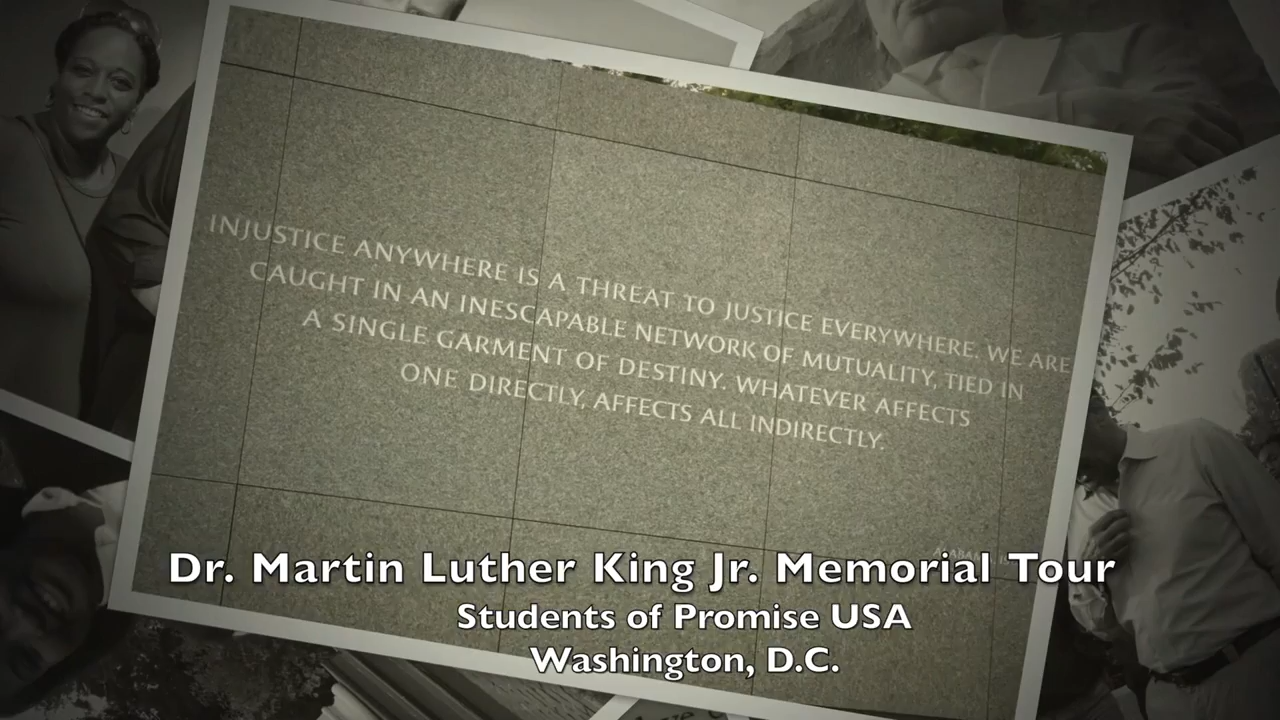 INJUSTICE ANYWHERE IS A THREAT TO JUSTICE EVERYWHERE. WE ARE
CAUGHT IN AN INESCAPABLE NETWORK OF MUTUALITY, TIED IN
A SINGLE GARMENT OF DESTINY. WHATEVER AFFECTS
ONE DIRECTLY, AFFECTS ALL INDIRECTLY.
Dr. Martin Luther King Jr. Memorial Tour
Students of Promise USA
Washington, D.C.